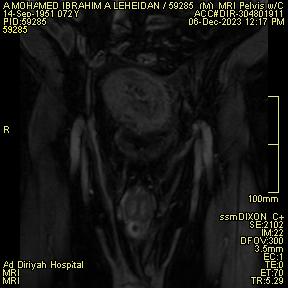 A MOHAMED IBRAHIM A LEHEIDAN / 59285 (M) MRI Pelvis w/C
14-Sep-1951 072Y ACC#DIR-304801911
PID:59285 06-Dec-2023 12:17 PM
59285
R
100mm
ssmDIXON C+
SE:2102
IM:22
DFOV:300
3.5mm
EC:1
Ad Diriyah Hospital TE:0
MRI ET:70
MRI TR:5.29